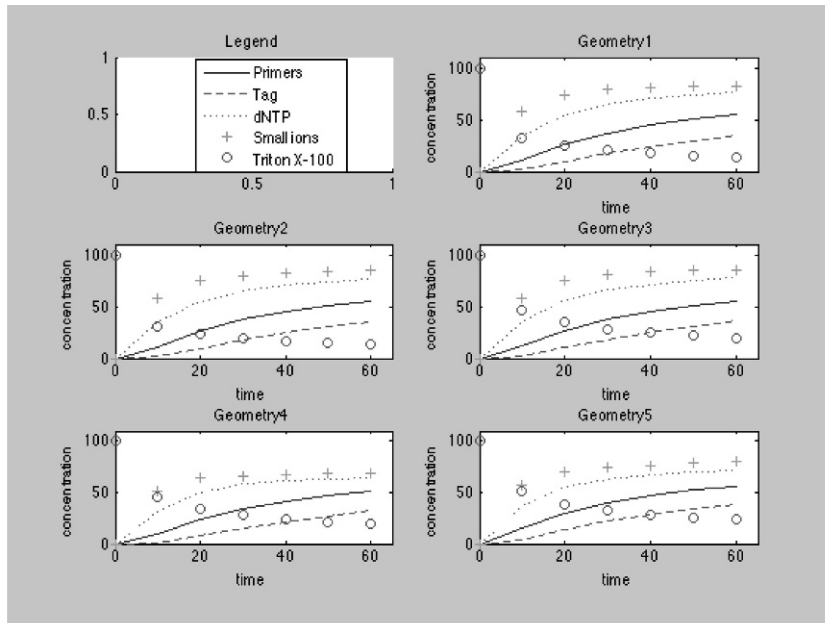 Legend
1
0.5
0
0
0.5
1
Primers
Tag
dNTP
Small ions
Triton X-100
Geometry1
100
50
0
concentration
0 20 40 60
time
Geometry2
100
50
0
concentration
0 20 40 60
time
Geometry3
100
50
0
concentration
0 20 40 60
time
Geometry4
100
50
0
concentration
0 20 40 60
time
Geometry5
100
50
0
concentration
0 20 40 60
time